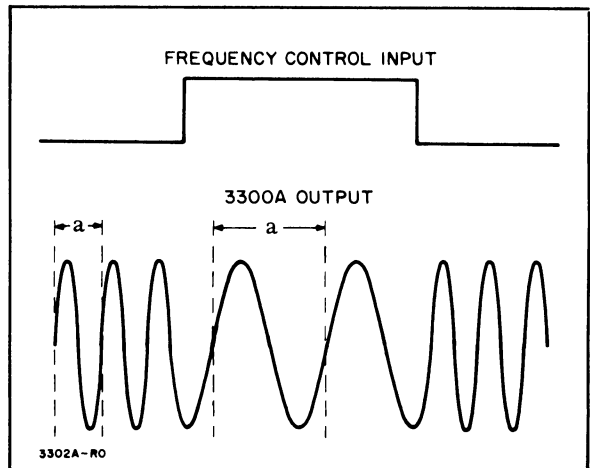 FREQUENCY CONTROL INPUT
3300A OUTPUT
a
a
3302A-RO